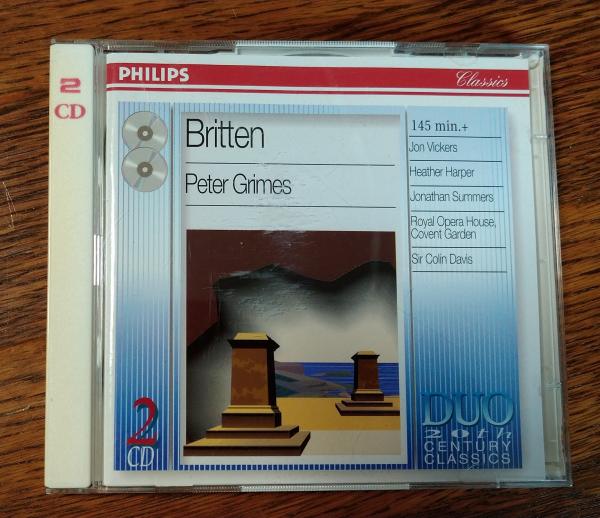 2
CD
PHILIPS
Classics
Britten
Peter Grimes
145 min.+
Jon Vickers
Heather Harper
Jonathan Summers
Royal Opera House,
Covent Garden
Sir Colin Davis
2
CD
DUO
20th
CENTURY
CLASSICS